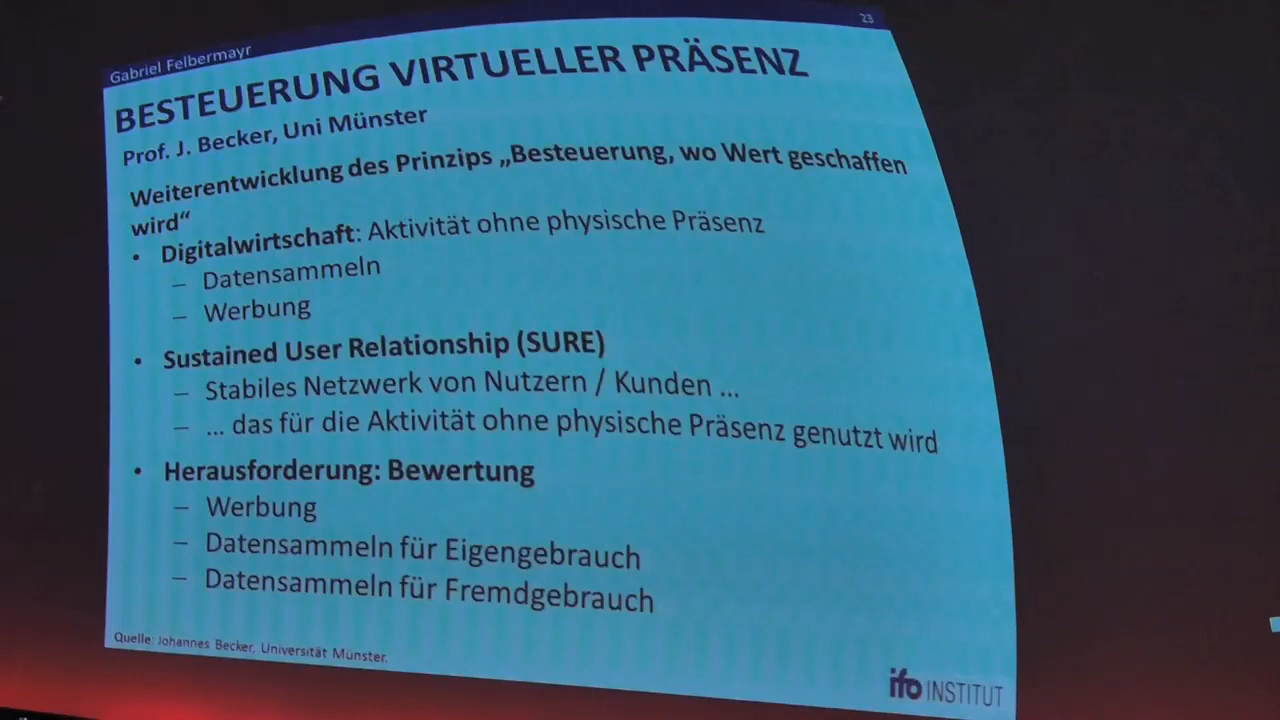 23
Gabriel Felbermayr
BESTEUERUNG VIRTUELLER PRÄSENZ
Prof. J. Becker, Uni Münster
Weiterentwicklung des Prinzips „Besteuerung, wo Wert geschaffen
wird“
• Digitalwirtschaft: Aktivität ohne physische Präsenz
– Datensammeln
– Werbung
• Sustained User Relationship (SURE)
– Stabiles Netzwerk von Nutzern / Kunden ...
– ... das für die Aktivität ohne physische Präsenz genutzt wird
• Herausforderung: Bewertung
– Werbung
– Datensammeln für Eigengebrauch
– Datensammeln für Fremdgebrauch
Quelle: Johannes Becker, Universität Münster.
ifo INSTITUT